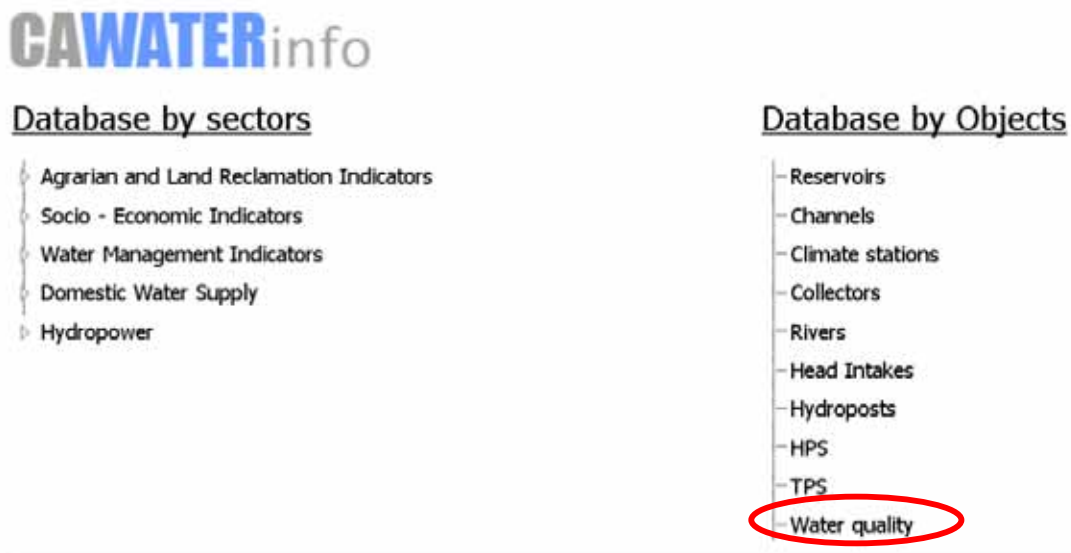 CAWATERinfo
Database by sectors
Agrarian and Land Reclamation Indicators
Socio - Economic Indicators
Water Management Indicators
Domestic Water Supply
Hydropower
Database by Objects
Reservoirs
Channels
Climate stations
Collectors
Rivers
Head Intakes
Hydroposts
HPS
TPS
Water quality